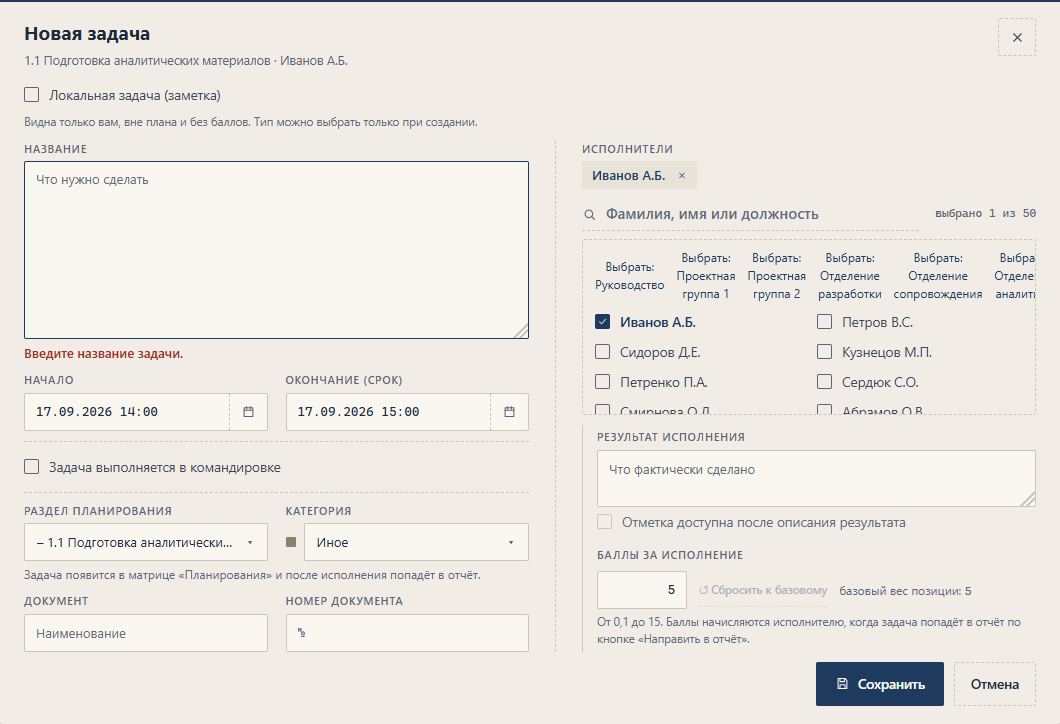 Новая задача
1.1 Подготовка аналитических материалов · Иванов А.Б.
Локальная задача (заметка)
Видна только вам, вне плана и без баллов. Тип можно выбрать только при создании.
НАЗВАНИЕ
Что нужно сделать
Введите название задачи.
НАЧАЛО
ОКОНЧАНИЕ (СРОК)
17.09.2026 14:00
17.09.2026 15:00
Задача выполняется в командировке
РАЗДЕЛ ПЛАНИРОВАНИЯ
КАТЕГОРИЯ
– 1.1 Подготовка аналитически...
Иное
Задача появится в матрице «Планирования» и после исполнения попадёт в отчёт.
ДОКУМЕНТ
НОМЕР ДОКУМЕНТА
Наименование
№
ИСПОЛНИТЕЛИ
Иванов А.Б. ×
Фамилия, имя или должность
выбрано 1 из 50
Выбрать:
Руководство
Выбрать:
Проектная
группа 1
Выбрать:
Проектная
группа 2
Выбрать:
Отделение
разработки
Выбрать:
Отделение
сопровождения
Выбра
Отделе
аналит
Иванов А.Б.
Петров В.С.
Сидоров Д.Е.
Кузнецов М.П.
Петренко П.А.
Сердюк С.О.
Смирнова О.Л.
Абрамов О.В.
РЕЗУЛЬТАТ ИСПОЛНЕНИЯ
Что фактически сделано
Отметка доступна после описания результата
БАЛЛЫ ЗА ИСПОЛНЕНИЕ
5
↺ Сбросить к базовому
базовый вес позиции: 5
От 0,1 до 15. Баллы начисляются исполнителю, когда задача попадёт в отчёт по
кнопке «Направить в отчёт».
Сохранить
Отмена